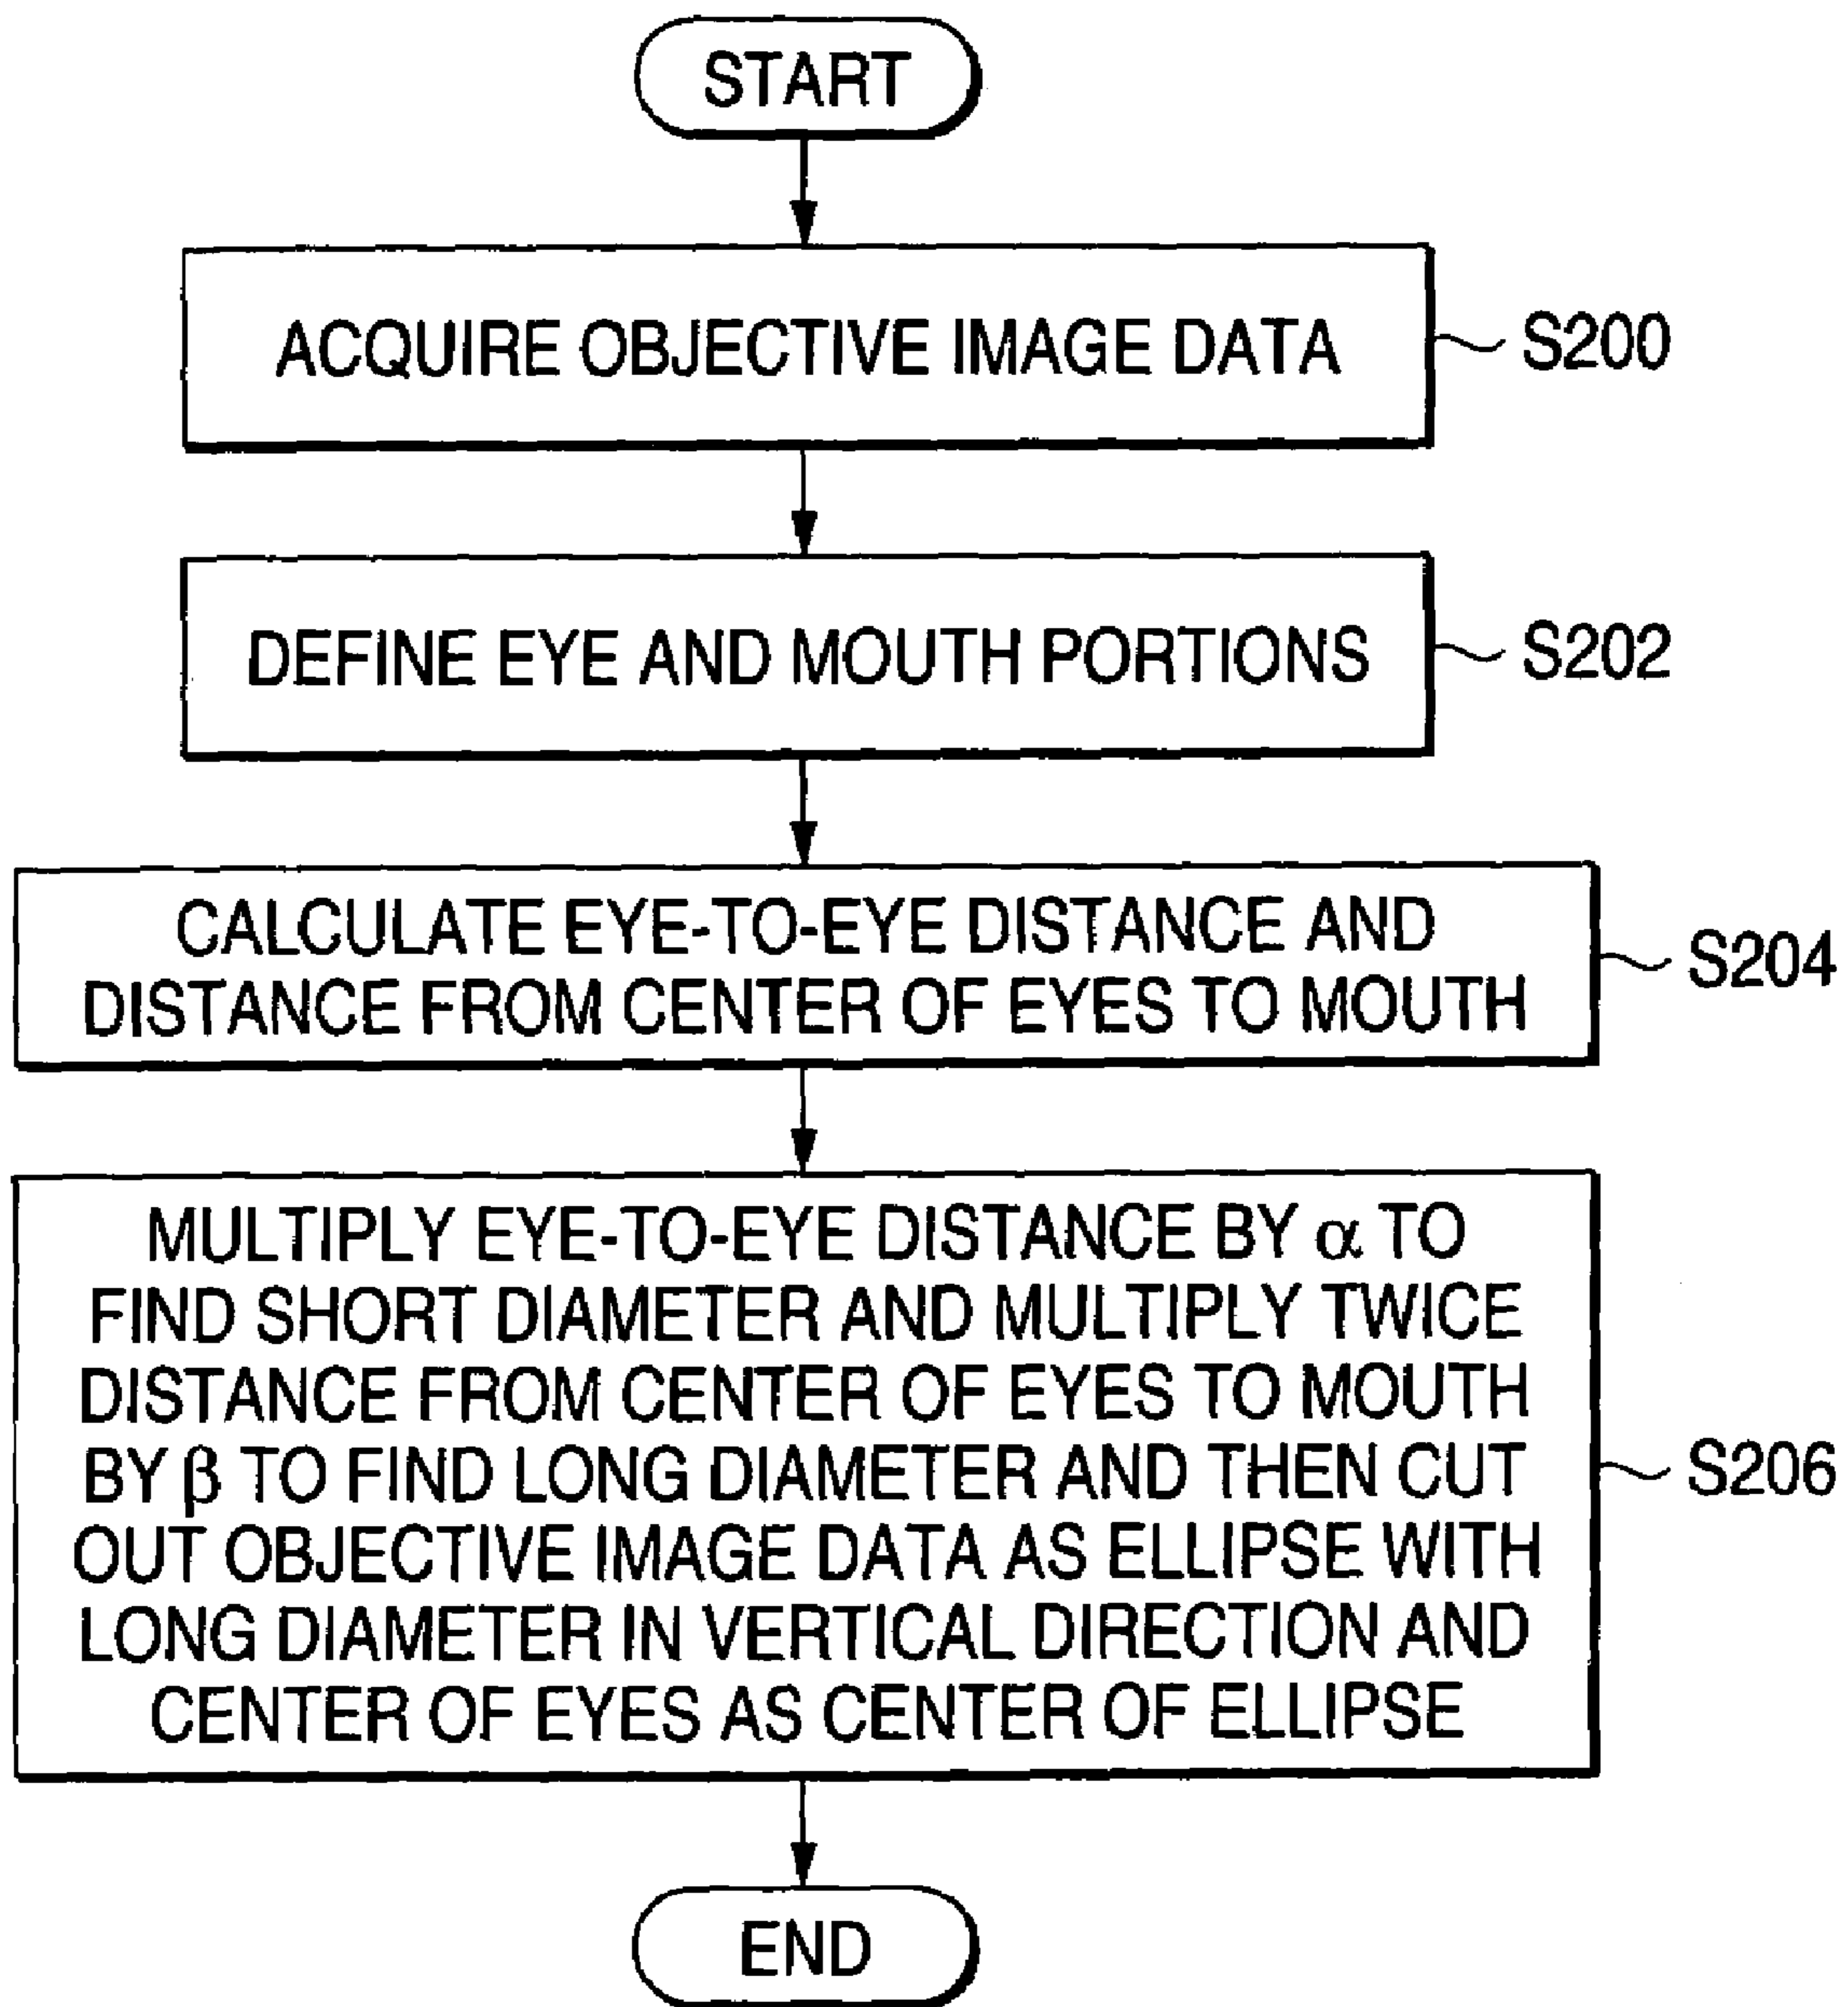 START
ACQUIRE OBJECTIVE IMAGE DATA
S200
DEFINE EYE AND MOUTH PORTIONS
S202
CALCULATE EYE-TO-EYE DISTANCE AND
DISTANCE FROM CENTER OF EYES TO MOUTH
S204
MULTIPLY EYE-TO-EYE DISTANCE BY α TO
FIND SHORT DIAMETER AND MULTIPLY TWICE
DISTANCE FROM CENTER OF EYES TO MOUTH
BY β TO FIND LONG DIAMETER AND THEN CUT
OUT OBJECTIVE IMAGE DATA AS ELLIPSE WITH
LONG DIAMETER IN VERTICAL DIRECTION AND
CENTER OF EYES AS CENTER OF ELLIPSE
S206
END